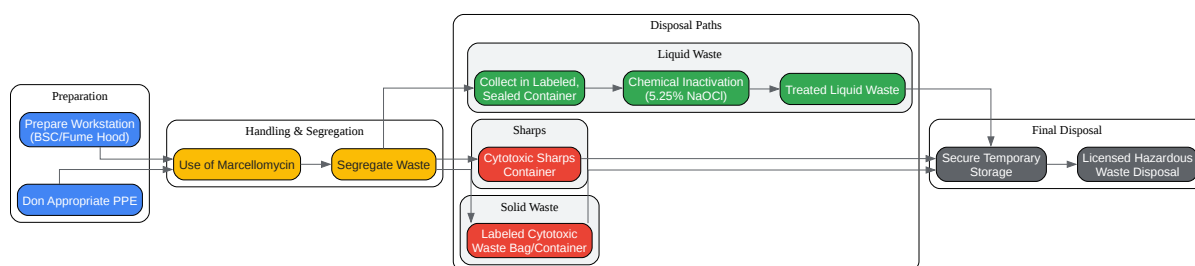 Disposal Paths
Liquid Waste
Collect in Labeled,
Sealed Container
Chemical Inactivation
(5.25% NaOCl)
Treated Liquid Waste
Preparation
Prepare Workstation
(BSC/Fume Hood)
Don Appropriate PPE
Handling & Segregation
Use of Marcellomycin
Segregate Waste
Sharps
Cytotoxic Sharps
Container
Solid Waste
Labeled Cytotoxic
Waste Bag/Container
Final Disposal
Secure Temporary
Storage
Licensed Hazardous
Waste Disposal